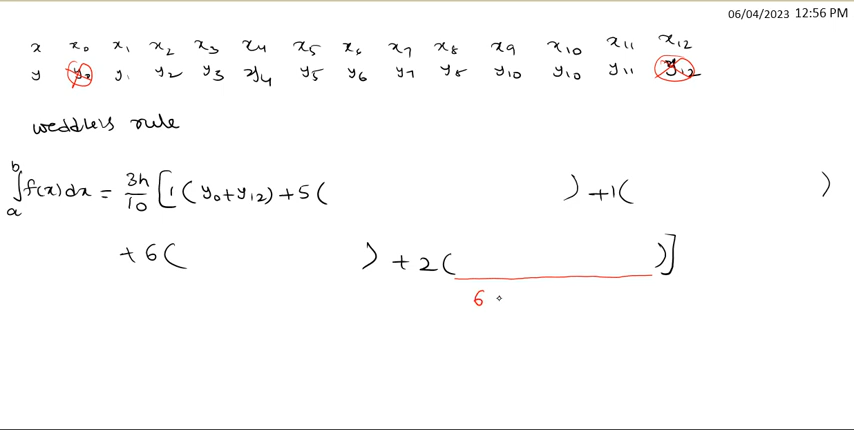 06/04/2023 12:56 PM
x x₀ x₁ x₂ x₃ x₄ x₅ x₆ x₇ x₈ x₉ x₁₀ x₁₁ x₁₂
y y₀ y₁ y₂ y₃ y₄ y₅ y₆ y₇ y₈ y₁₀ y₁₀ y₁₁ y₁₂
weddlers rule
∫ₐᵇ f(x)dx = 3h/10 [1(y₀+y₁₂)+5( ) +1( )
+ 6( ) + 2( )]
6